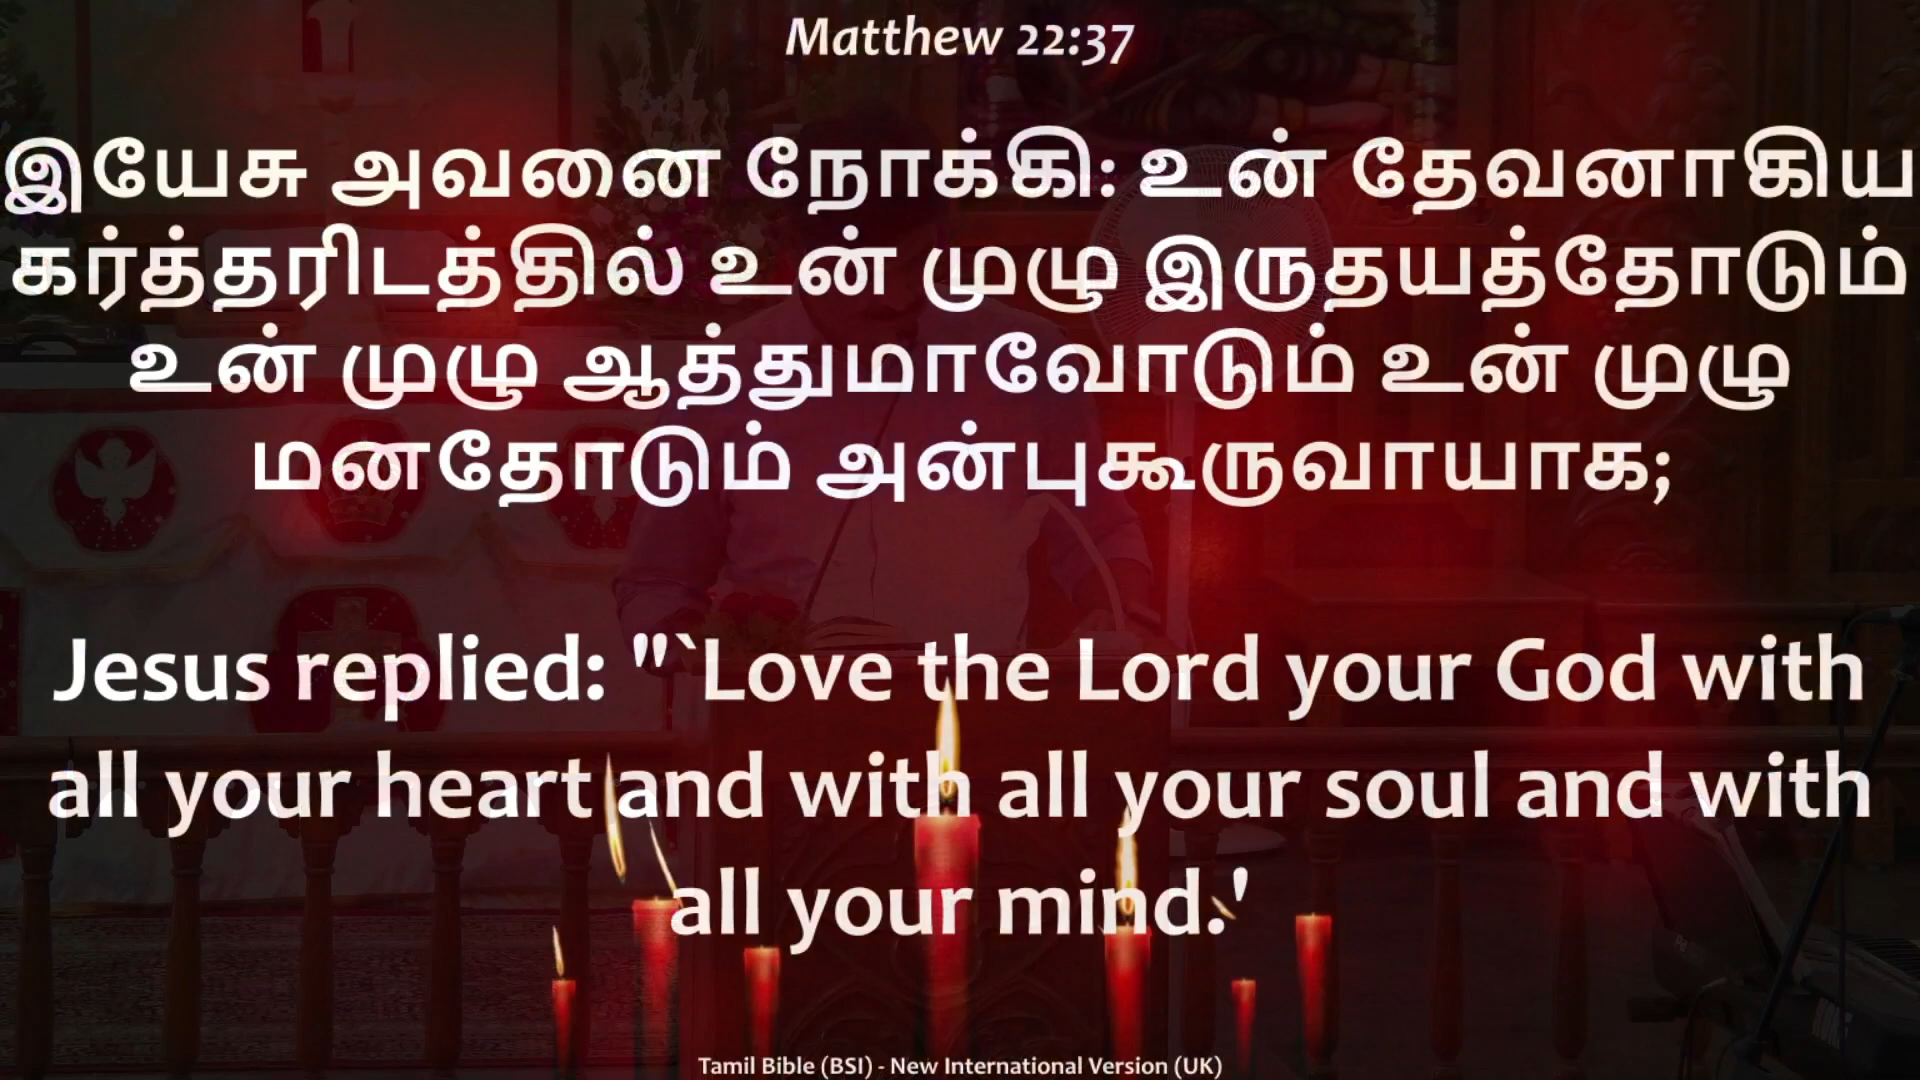 Matthew 22:37
இயேசு அவனை நோக்கி: உன் தேவனாகிய
கர்த்தரிடத்தில் உன் முழு இருதயத்தோடும்
உன் முழு ஆத்துமாவோடும் உன் முழு
மனதோடும் அன்புகூருவாயாக;
Jesus replied: "`Love the Lord your God with
all your heart and with all your soul and with
all your mind.'
Tamil Bible (BSI) - New International Version (UK)